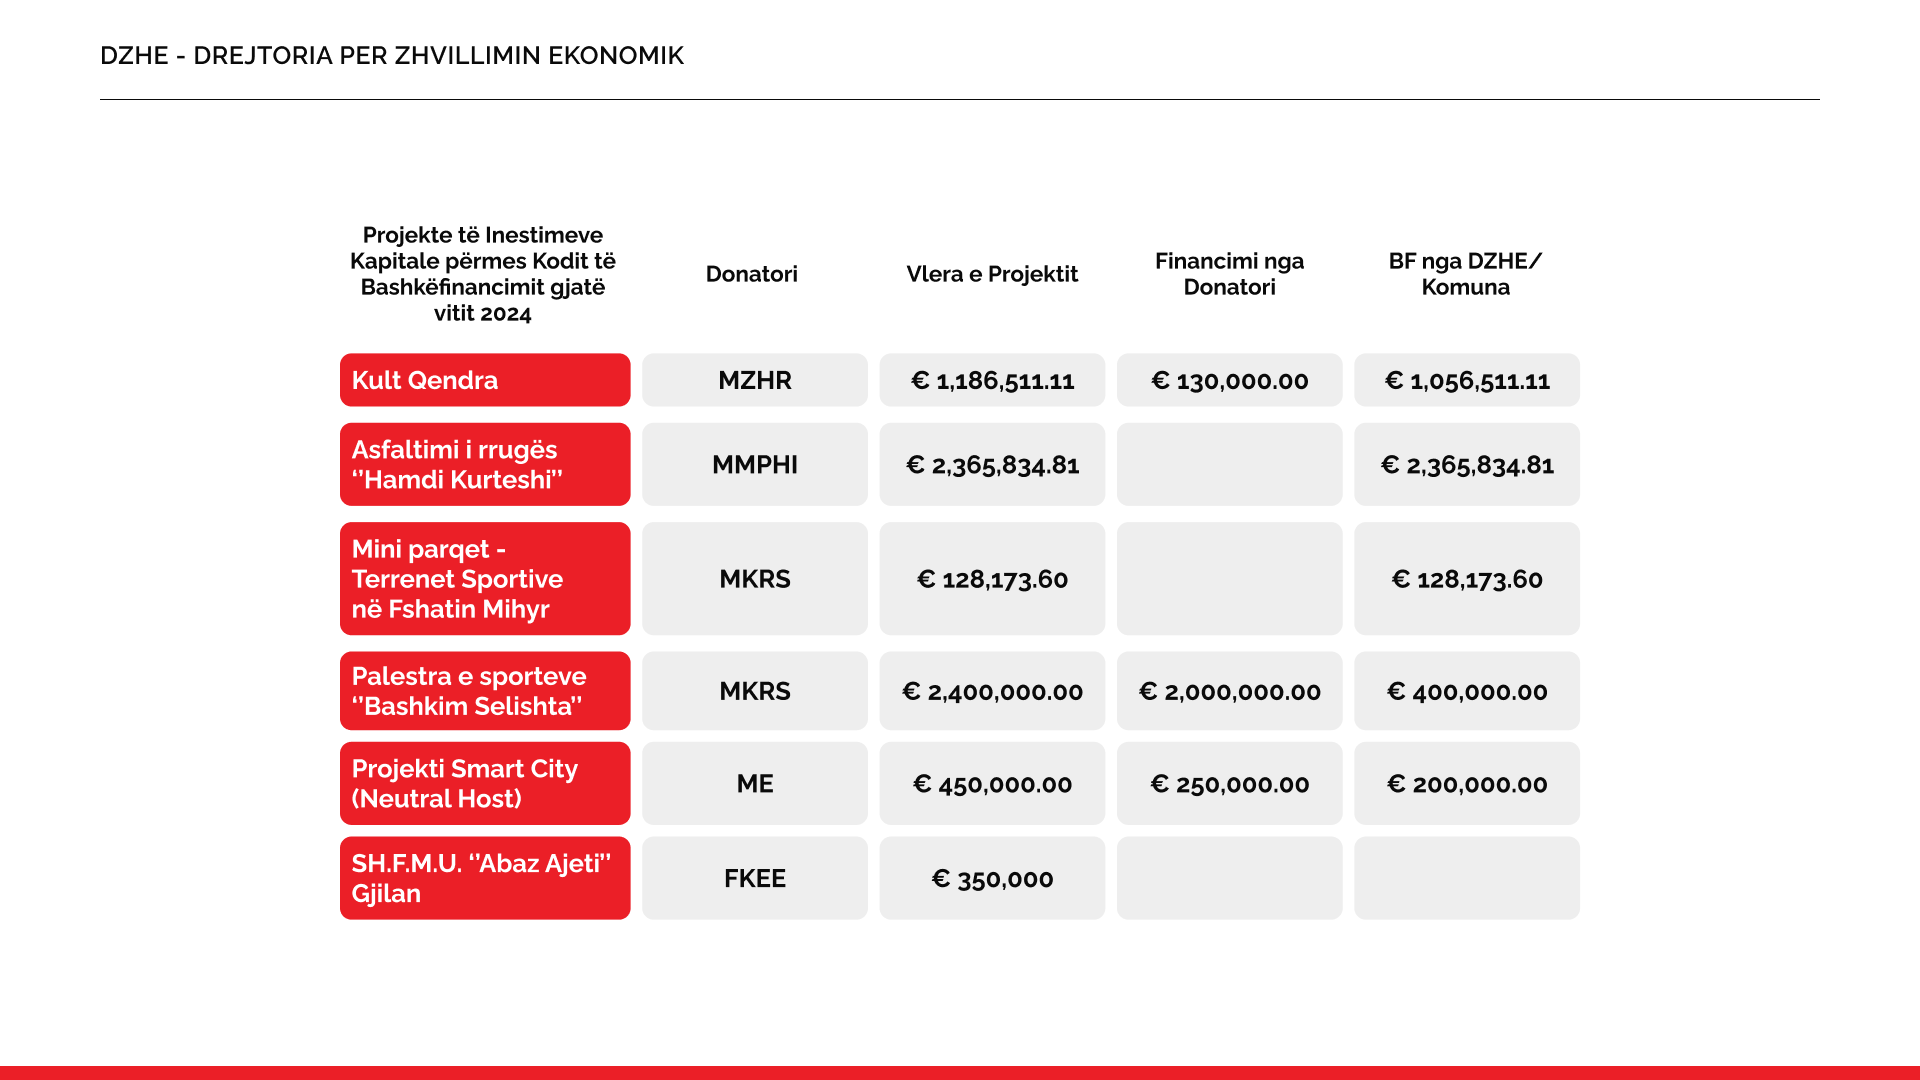 DZHE - DREJTORIA PER ZHVILLIMIN EKONOMIK
Projekte të Inestimeve
Kapitale përmes Kodit të
Bashkëfinancimit gjatë
vitit 2024
Donatori
Vlera e Projektit
Financimi nga
Donatori
BF nga DZHE/
Komuna
Kult Qendra
MZHR
€ 1,186,511.11
€ 130,000.00
€ 1,056,511.11
Asfaltimi i rrugës
‘’Hamdi Kurteshi’’
MMPHI
€ 2,365,834.81
€ 2,365,834.81
Mini parqet -
Terrenet Sportive
në Fshatin Mihyr
MKRS
€ 128,173.60
€ 128,173.60
Palestra e sporteve
‘’Bashkim Selishta’’
MKRS
€ 2,400,000.00
€ 2,000,000.00
€ 400,000.00
Projekti Smart City
(Neutral Host)
ME
€ 450,000.00
€ 250,000.00
€ 200,000.00
SH.F.M.U. ‘’Abaz Ajeti’’
Gjilan
FKEE
€ 350,000